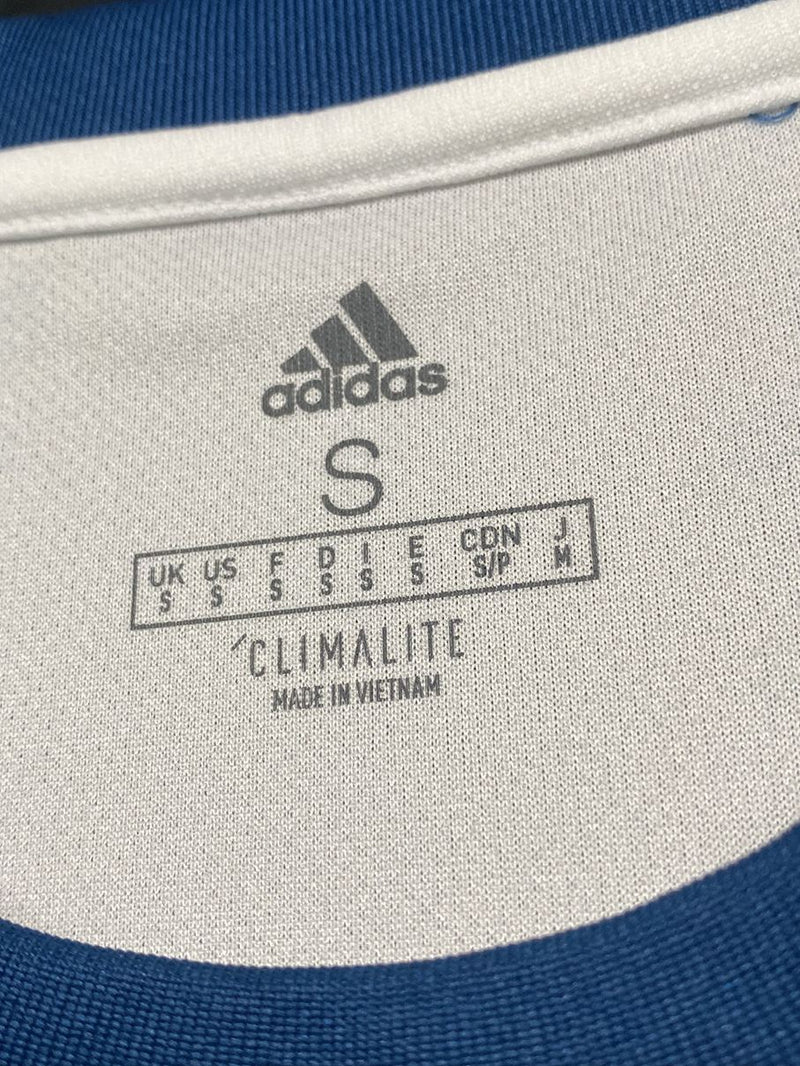 adidas
S
UK US F D I E CDN J
S S S S S S S/P M
CLIMALITE
MADE IN VIETNAM